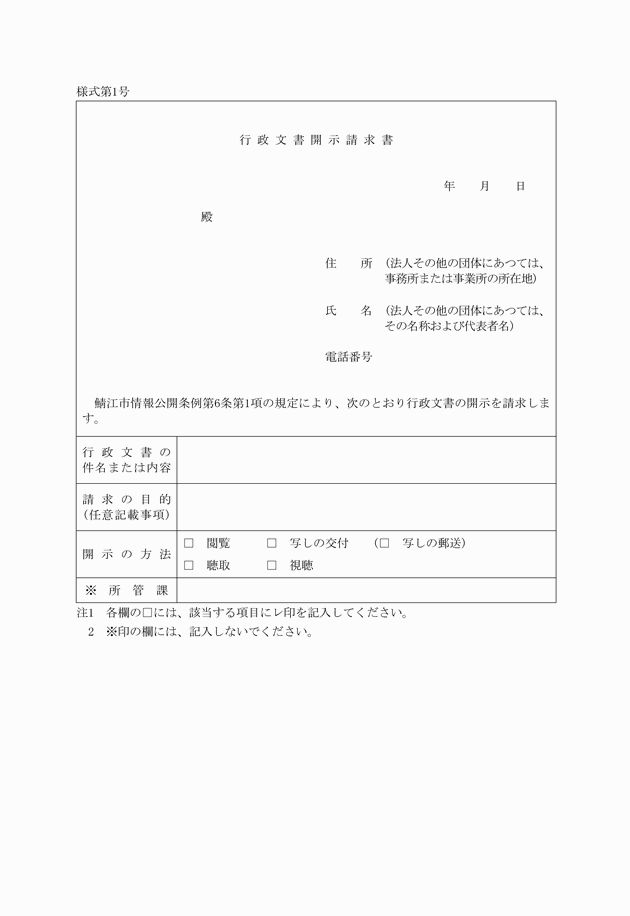 様式第1号
行政文書開示請求書
年　　月　　日
殿
住　　所　（法人その他の団体にあつては、
事務所または事業所の所在地）
氏　　名　（法人その他の団体にあつては、
その名称および代表者名）
電話番号
鯖江市情報公開条例第6条第1項の規定により、次のとおり行政文書の開示を請求しま
す。
行政文書の
件名または内容
請求の目的
（任意記載事項）
開示の方法
□　閲覧　　　□　写しの交付　　（□　写しの郵送）
□　聴取　　　□　視聴
※所管課
注1　各欄の□には、該当する項目にレ印を記入してください。
2　※印の欄には、記入しないでください。